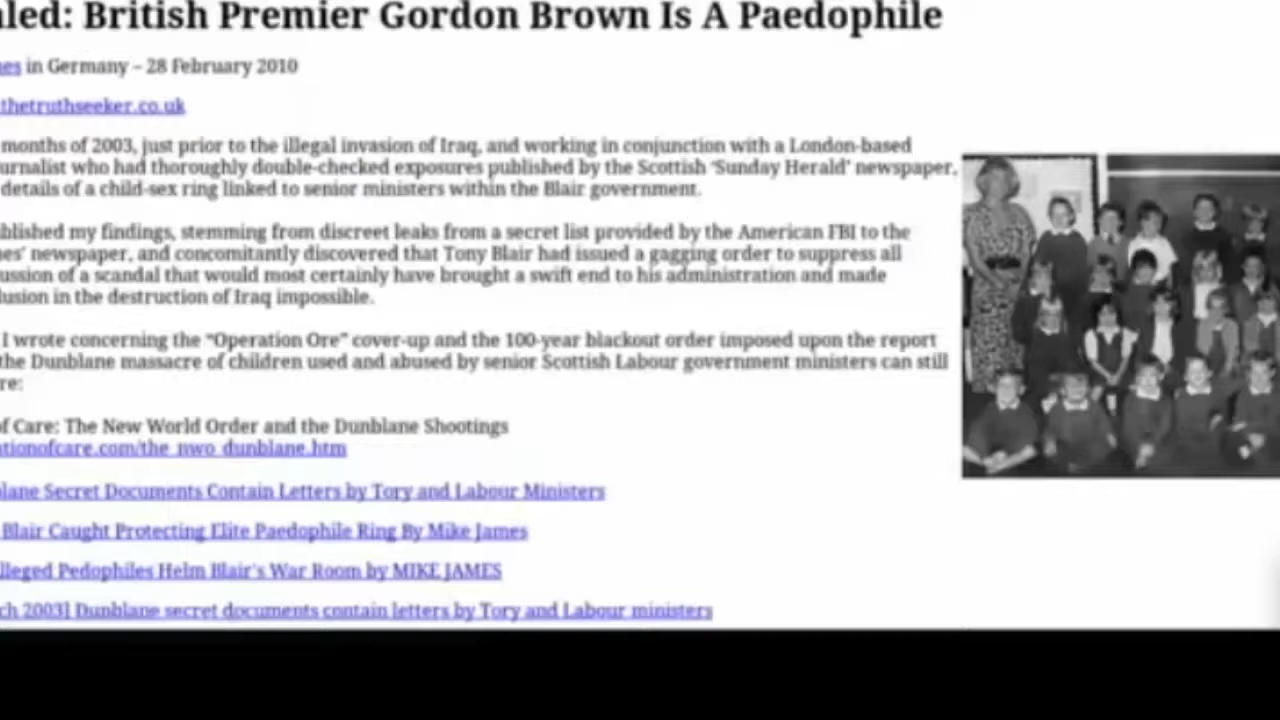 led: British Premier Gordon Brown Is A Paedophile
es in Germany – 28 February 2010
thetruthseeker.co.uk
months of 2003, just prior to the illegal invasion of Iraq, and working in conjunction with a London-based
urnalist who had thoroughly double-checked exposures published by the Scottish ‘Sunday Herald’ newspaper,
details of a child-sex ring linked to senior ministers within the Blair government.
blished my findings, stemming from discreet leaks from a secret list provided by the American FBI to the
es’ newspaper, and concomitantly discovered that Tony Blair had issued a gagging order to suppress all
ussion of a scandal that would most certainly have brought a swift end to his administration and made
lusion in the destruction of Iraq impossible.
I wrote concerning the “Operation Ore” cover-up and the 100-year blackout order imposed upon the report
the Dunblane massacre of children used and abused by senior Scottish Labour government ministers can still
re:
of Care: The New World Order and the Dunblane Shootings
tionofcare.com/the_nwo_dunblane.htm
lane Secret Documents Contain Letters by Tory and Labour Ministers
Blair Caught Protecting Elite Paedophile Ring By Mike James
lleged Pedophiles Helm Blair's War Room by MIKE JAMES
ch 2003] Dunblane secret documents contain letters by Tory and Labour ministers